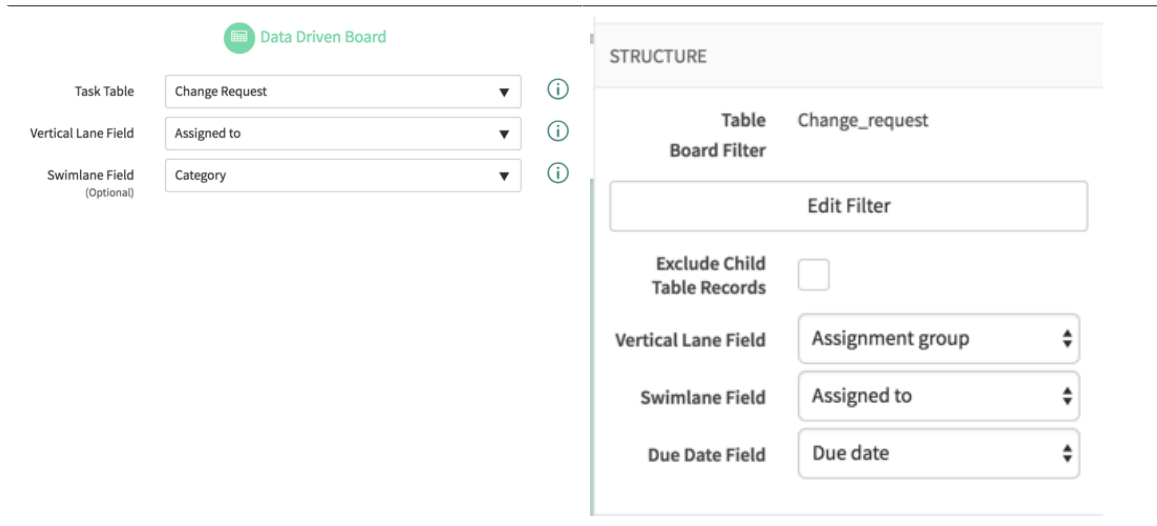 Data Driven Board
Task Table
Change Request
Vertical Lane Field
Assigned to
Swimlane Field
(Optional)
Category
STRUCTURE
Table
Change_request
Board Filter
Edit Filter
Exclude Child
Table Records
Vertical Lane Field
Assignment group
Swimlane Field
Assigned to
Due Date Field
Due date